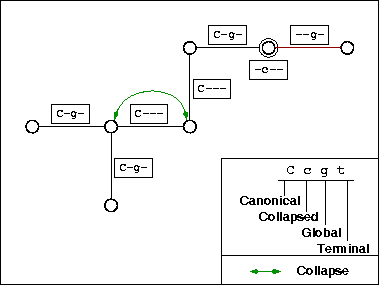 C-g- --g-
-c--
C---
C-g- C---
C-g-
C c g t
Canonical
Collapsed
Global
Terminal
Collapse